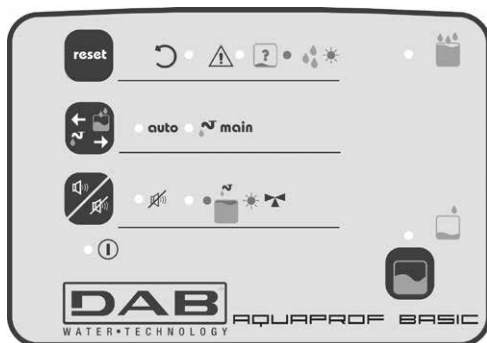 reset
?
auto main
DAB
WATER•TECHNOLOGY
AQUAPROF BASIC